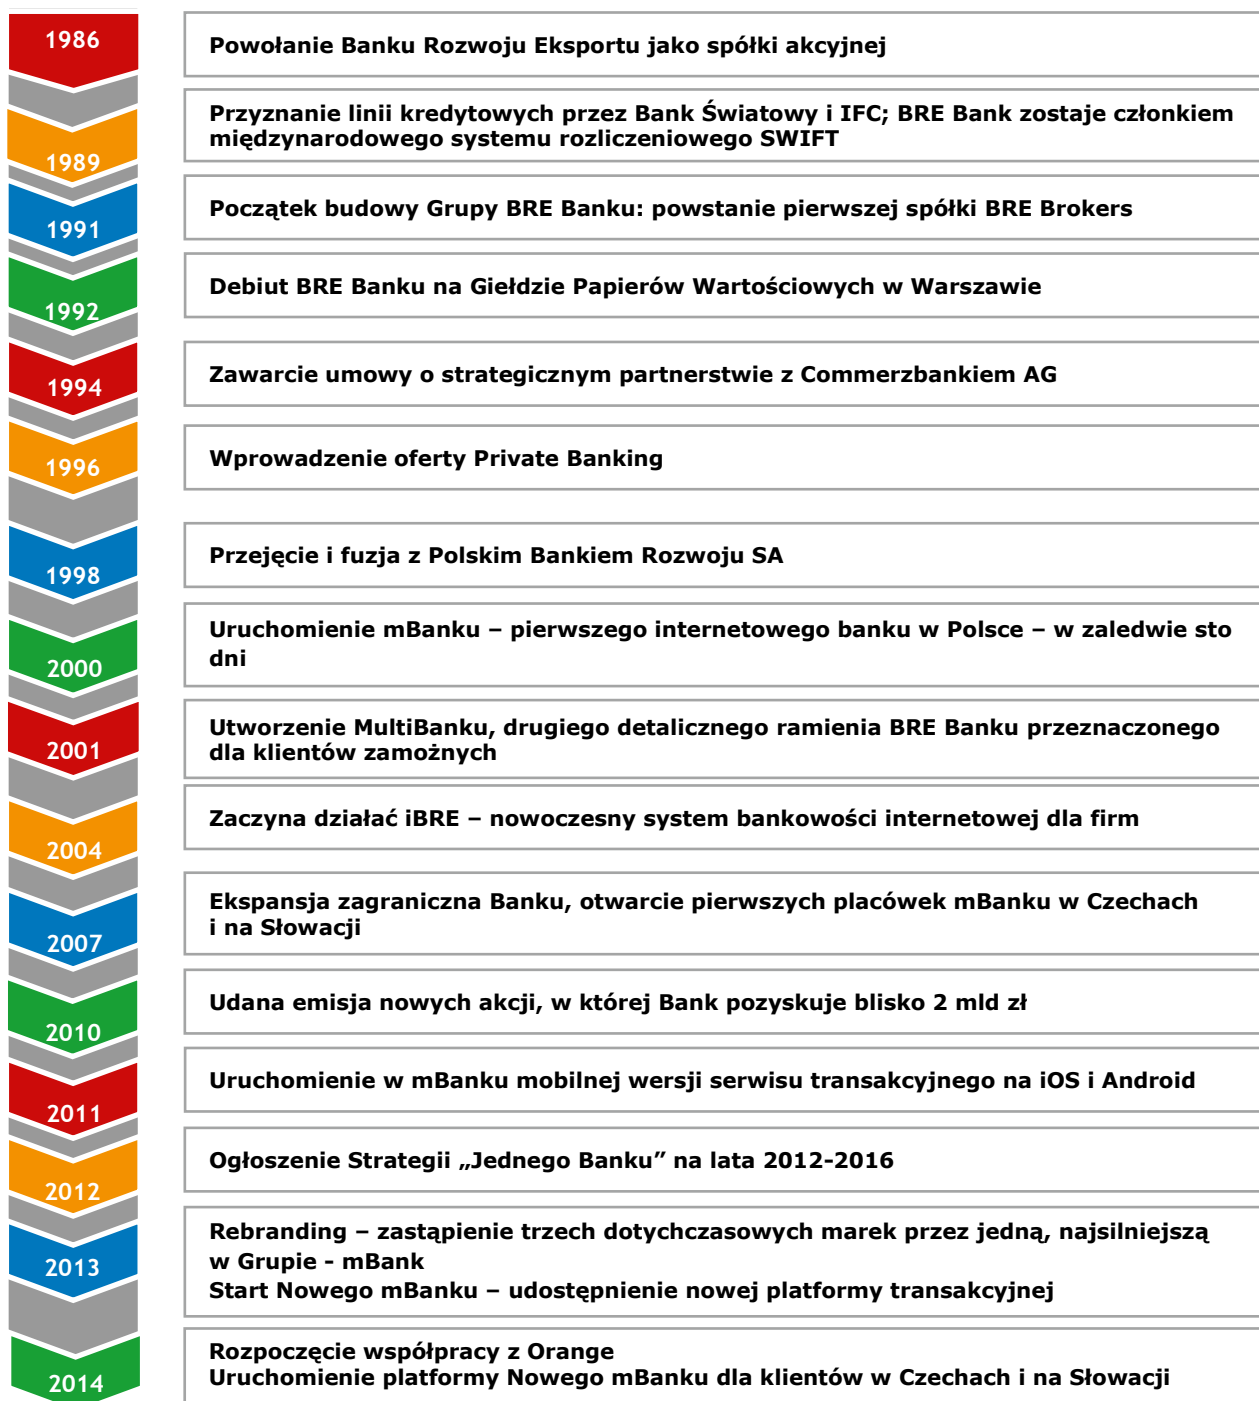 1986
Powołanie Banku Rozwoju Eksportu jako spółki akcyjnej
Przyznanie linii kredytowych przez Bank Światowy i IFC; BRE Bank zostaje członkiem
międzynarodowego systemu rozliczeniowego SWIFT
1989
Początek budowy Grupy BRE Banku: powstanie pierwszej spółki BRE Brokers
1991
Debiut BRE Banku na Giełdzie Papierów Wartościowych w Warszawie
1992
Zawarcie umowy o strategicznym partnerstwie z Commerzbankiem AG
1994
Wprowadzenie oferty Private Banking
1996
Przejęcie i fuzja z Polskim Bankiem Rozwoju SA
1998
Uruchomienie mBanku – pierwszego internetowego banku w Polsce – w zaledwie sto
dni
2000
Utworzenie MultiBanku, drugiego detalicznego ramienia BRE Banku przeznaczonego
dla klientów zamożnych
2001
Zaczyna działać iBRE – nowoczesny system bankowości internetowej dla firm
2004
Ekspansja zagraniczna Banku, otwarcie pierwszych placówek mBanku w Czechach
i na Słowacji
2007
Udana emisja nowych akcji, w której Bank pozyskuje blisko 2 mld zł
2010
Uruchomienie w mBanku mobilnej wersji serwisu transakcyjnego na iOS i Android
2011
Ogłoszenie Strategii „Jednego Banku” na lata 2012-2016
2012
Rebranding – zastąpienie trzech dotychczasowych marek przez jedną, najsilniejszą
w Grupie - mBank
2013
Start Nowego mBanku – udostępnienie nowej platformy transakcyjnej
Rozpoczęcie współpracy z Orange
Uruchomienie platformy Nowego mBanku dla klientów w Czechach i na Słowacji
2014